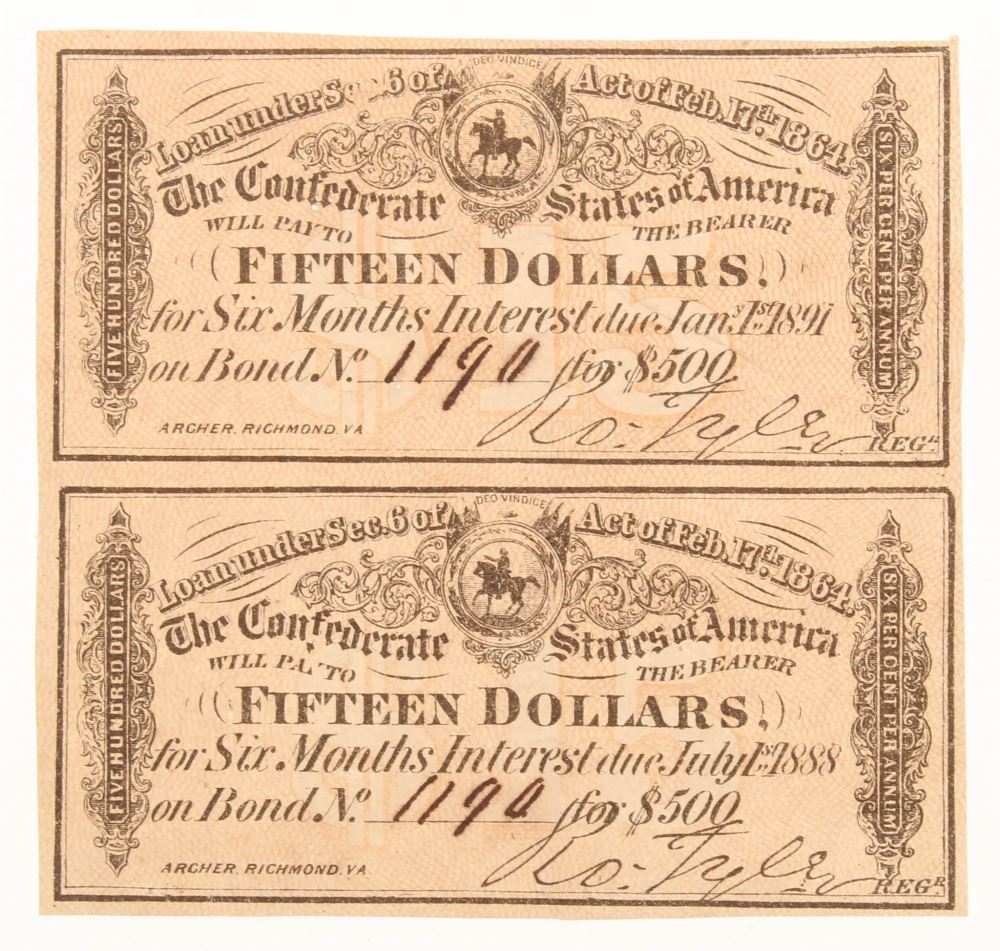 DEO VINDICE
Loan under Sec. 6 of Act of Feb. 17th. 1864.
The Confederate States of America
WILL PAY TO THE BEARER
FIFTEEN DOLLARS.
for Six Months Interest due Jany. 1st. 1891
on Bond No. 1190 for $500
Ro: Tyler
ARCHER. RICHMOND. VA. REGR.
FIVE HUNDRED DOLLARS
SIX PER CENT PER ANNUM
$15
DEO VINDICE
Loan under Sec. 6 of Act of Feb. 17th. 1864.
The Confederate States of America
WILL PAY TO THE BEARER
FIFTEEN DOLLARS.
for Six Months Interest due July 1st. 1888
on Bond No. 1190 for $500
Ro: Tyler
ARCHER. RICHMOND. VA. REGR.
FIVE HUNDRED DOLLARS
SIX PER CENT PER ANNUM
$15